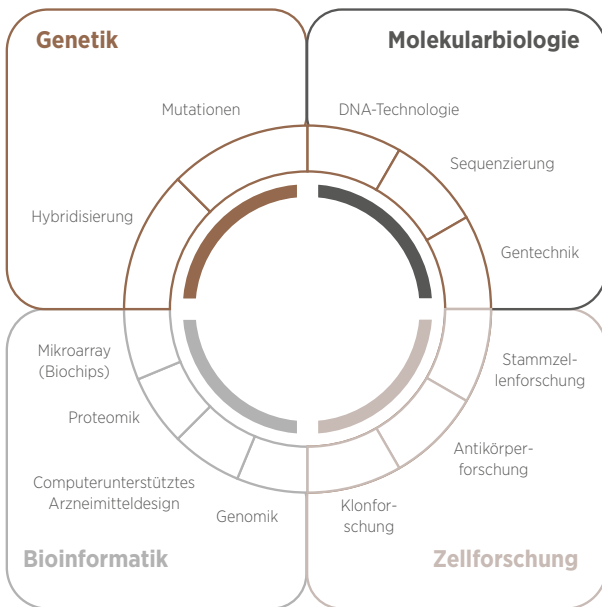 Genetik
Molekularbiologie
Mutationen
DNA-Technologie
Sequenzierung
Hybridisierung
Gentechnik
Mikroarray
(Biochips)
Stammzel-
lenforschung
Proteomik
Antikörper-
forschung
Computerunterstütztes
Arzneimitteldesign
Genomik
Klonfor-
schung
Bioinformatik
Zellforschung